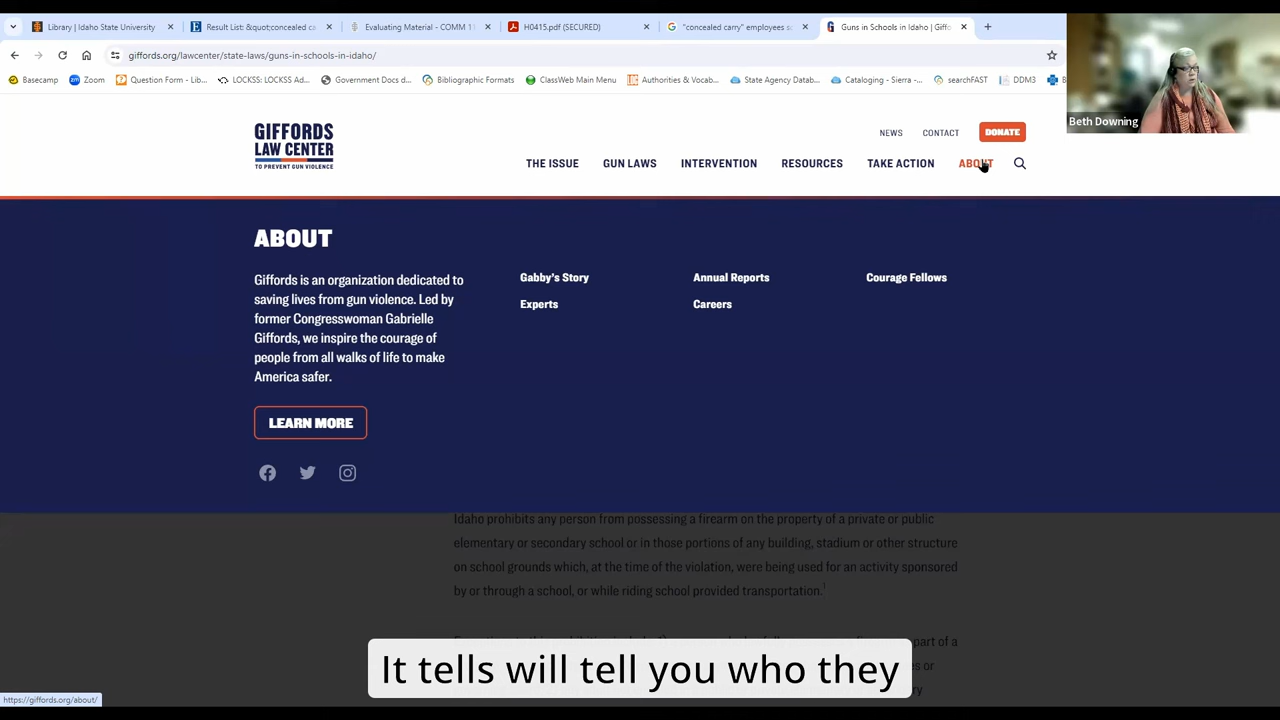 Library | Idaho State University
Result List: &quot;concealed ca
Evaluating Material - COMM 11
H0415.pdf (SECURED)
"concealed carry" employees sc
Guns in Schools in Idaho | Giffo
giffords.org/lawcenter/state-laws/guns-in-schools-in-idaho/
Basecamp
Zoom
Question Form - Lib...
LOCKSS: LOCKSS Ad...
Government Docs d...
Bibliographic Formats
ClassWeb Main Menu
Authorities & Vocab...
State Agency Datab...
Cataloging - Sierra -...
searchFAST
DDM3
B
Beth Downing
GIFFORDS
LAW CENTER
TO PREVENT GUN VIOLENCE
NEWS
CONTACT
DONATE
THE ISSUE
GUN LAWS
INTERVENTION
RESOURCES
TAKE ACTION
ABOUT
ABOUT
Giffords is an organization dedicated to
saving lives from gun violence. Led by
former Congresswoman Gabrielle
Giffords, we inspire the courage of
people from all walks of life to make
America safer.
Gabby's Story
Annual Reports
Courage Fellows
Experts
Careers
LEARN MORE
Idaho prohibits any person from possessing a firearm on the property of a private or public
elementary or secondary school or in those portions of any building, stadium or other structure
on school grounds which, at the time of the violation, were being used for an activity sponsored
by or through a school, or while riding school provided transportation.1
part of a
es or
ry
It tells will tell you who they
https://giffords.org/about/